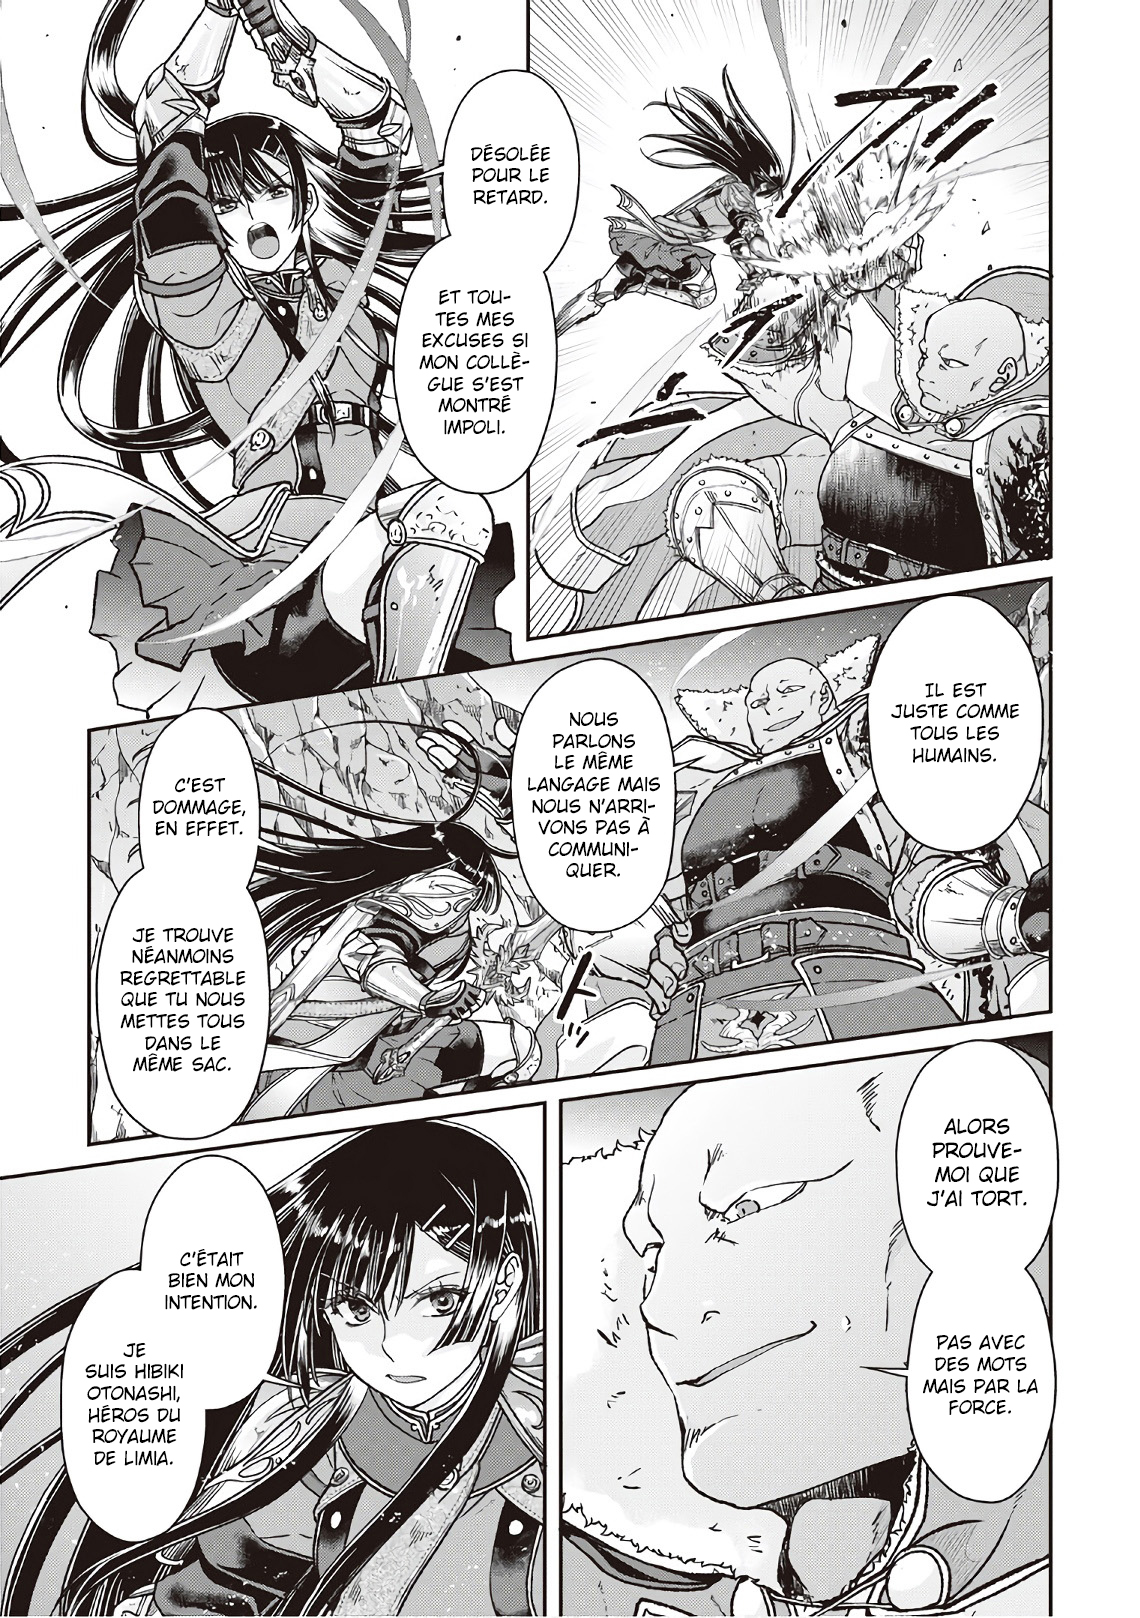 DÉSOLÉE
POUR LE
RETARD.
ET TOU-
TES MES
EXCUSES SI
MON COLLÈ-
GUE S'EST
MONTRÉ
IMPOLI.
IL EST
JUSTE COMME
TOUS LES
HUMAINS.
NOUS
PARLONS
LE MÊME
LANGAGE MAIS
NOUS N'ARRI-
VONS PAS À
COMMUNI-
QUER.
C'EST
DOMMAGE,
EN EFFET.
JE TROUVE
NÉANMOINS
REGRETTABLE
QUE TU NOUS
METTES TOUS
DANS LE
MÊME SAC.
ALORS
PROUVE-
MOI QUE
J'AI TORT.
PAS AVEC
DES MOTS
MAIS PAR LA
FORCE.
C'ÉTAIT
BIEN MON
INTENTION.
JE
SUIS HIBIKI
OTONASHI,
HÉROS DU
ROYAUME
DE LIMIA.